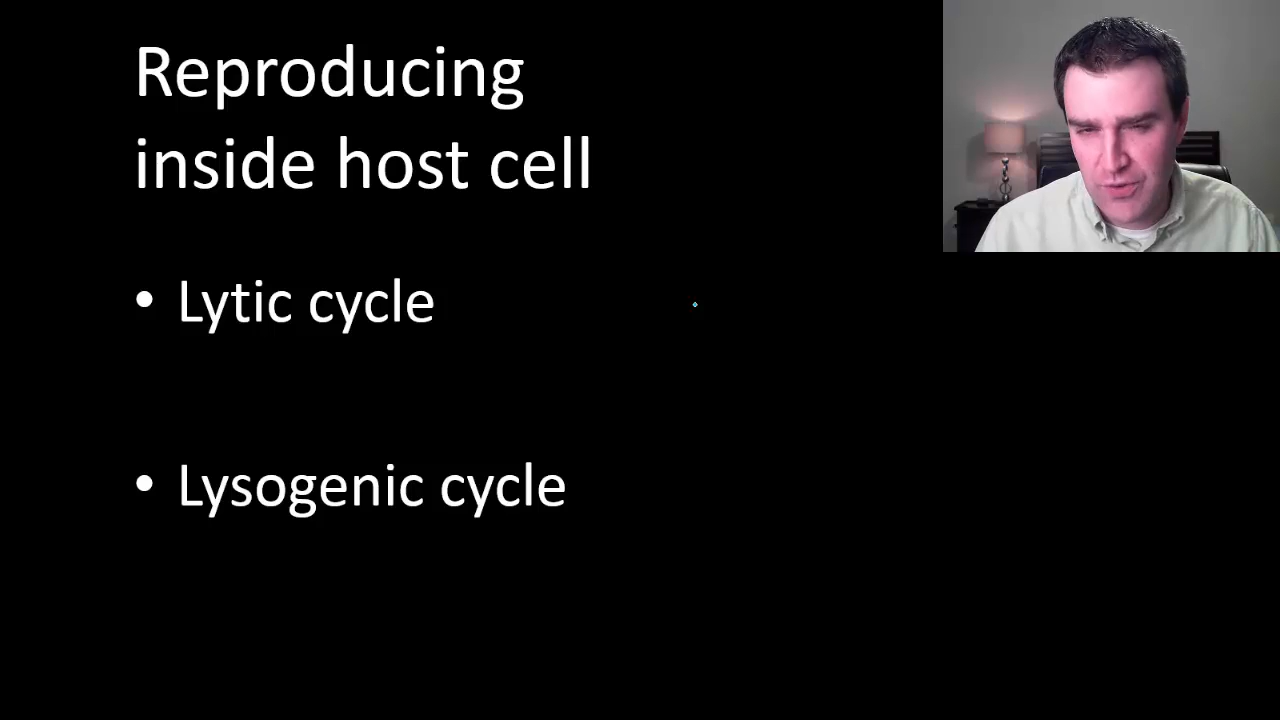 Reproducing
inside host cell
• Lytic cycle
• Lysogenic cycle